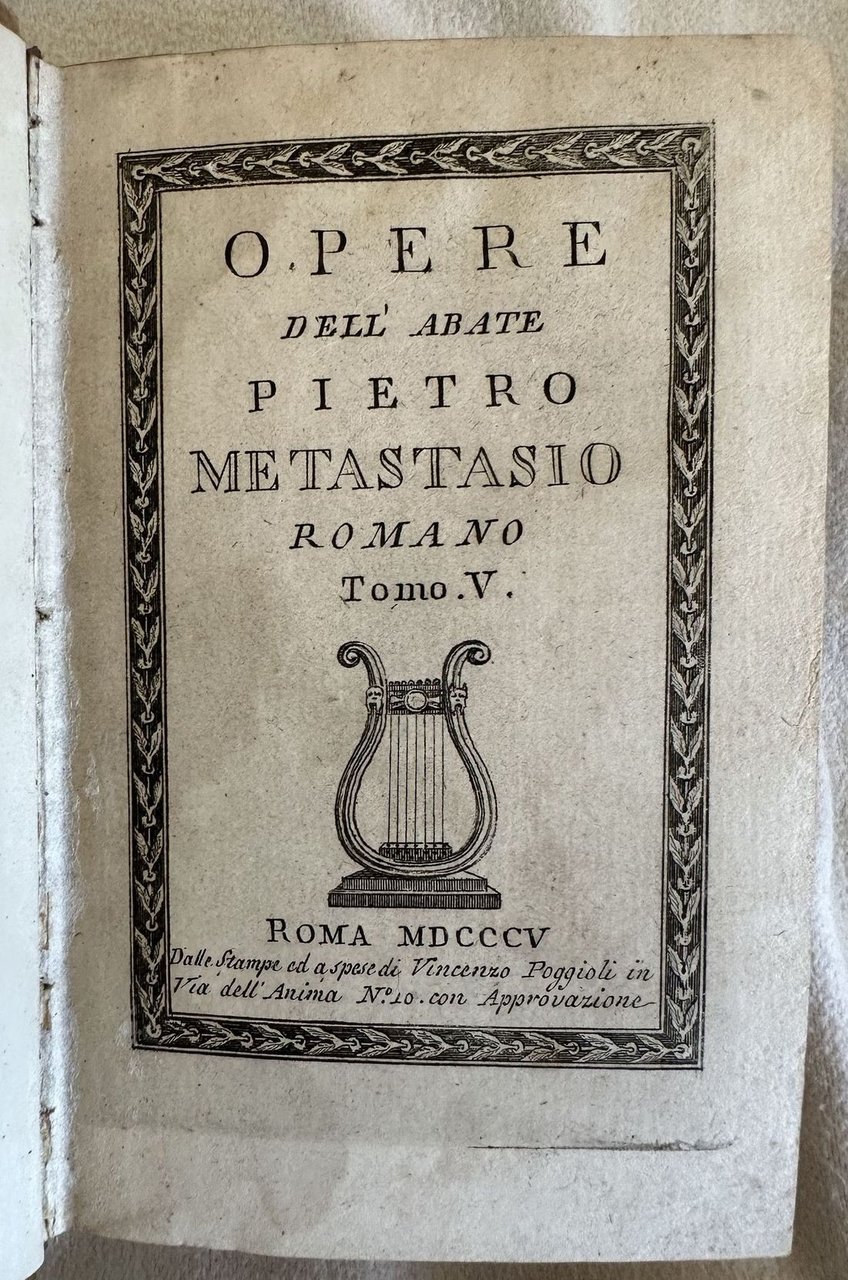 OPERE
DELL' ABATE
PIETRO
METASTASIO
ROMANO
Tomo .V.
ROMA MDCCCV
Dalle Stampe ed a spese di Vincenzo Poggioli in
Via dell' Anima N.º 10. con Approvazione